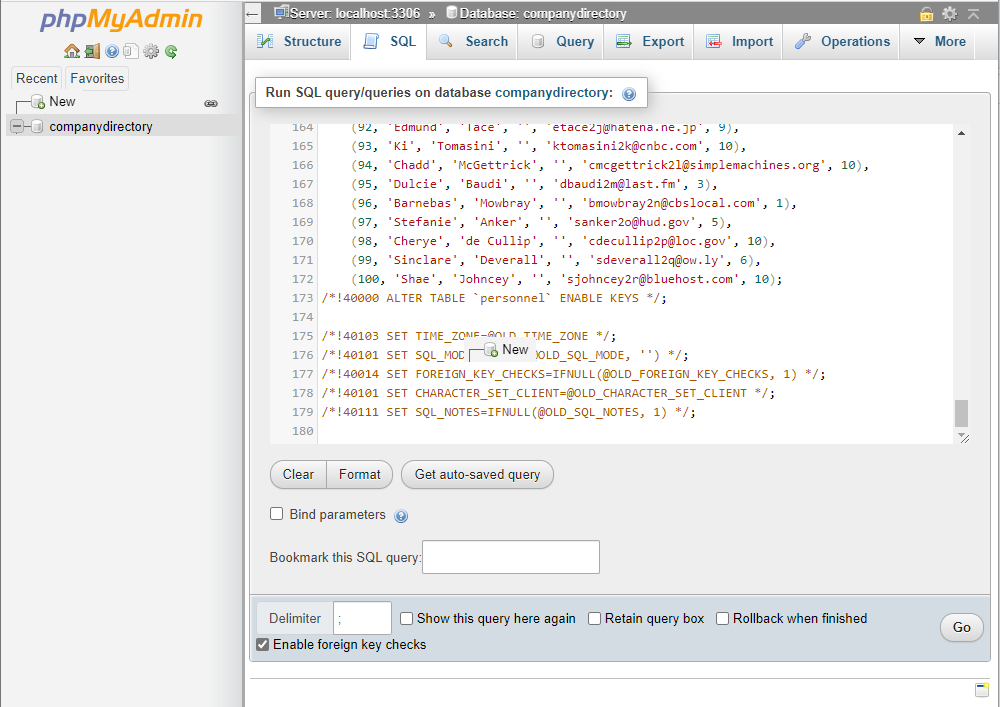 phpMyAdmin
Recent Favorites
New
companydirectory
Server: localhost:3306 » Database: companydirectory
Structure SQL Search Query Export Import Operations More
Run SQL query/queries on database companydirectory:
164 (92, 'Edmund', 'Tace', '', 'etace2j@hatena.ne.jp', 9),
165 (93, 'Ki', 'Tomasini', '', 'ktomasini2k@cnbc.com', 10),
166 (94, 'Chadd', 'McGettrick', '', 'cmcgettrick2l@simplemachines.org', 10),
167 (95, 'Dulcie', 'Baudi', '', 'dbaudi2m@last.fm', 3),
168 (96, 'Barnebas', 'Mowbray', '', 'bmowbray2n@cbslocal.com', 1),
169 (97, 'Stefanie', 'Anker', '', 'sanker2o@hud.gov', 5),
170 (98, 'Cherye', 'de Cullip', '', 'cdecullip2p@loc.gov', 10),
171 (99, 'Sinclare', 'Deverall', '', 'sdeverall2q@ow.ly', 6),
172 (100, 'Shae', 'Johncey', '', 'sjohncey2r@bluehost.com', 10);
173 /*!40000 ALTER TABLE `personnel` ENABLE KEYS */;
174
175 /*!40103 SET TIME_ZONE=@OLD_TIME_ZONE */;
176 /*!40101 SET SQL_MOD New OLD_SQL_MODE, '') */;
177 /*!40014 SET FOREIGN_KEY_CHECKS=IFNULL(@OLD_FOREIGN_KEY_CHECKS, 1) */;
178 /*!40101 SET CHARACTER_SET_CLIENT=@OLD_CHARACTER_SET_CLIENT */;
179 /*!40111 SET SQL_NOTES=IFNULL(@OLD_SQL_NOTES, 1) */;
180
Clear Format Get auto-saved query
Bind parameters
Bookmark this SQL query:
Delimiter ; Show this query here again Retain query box Rollback when finished
Enable foreign key checks
Go